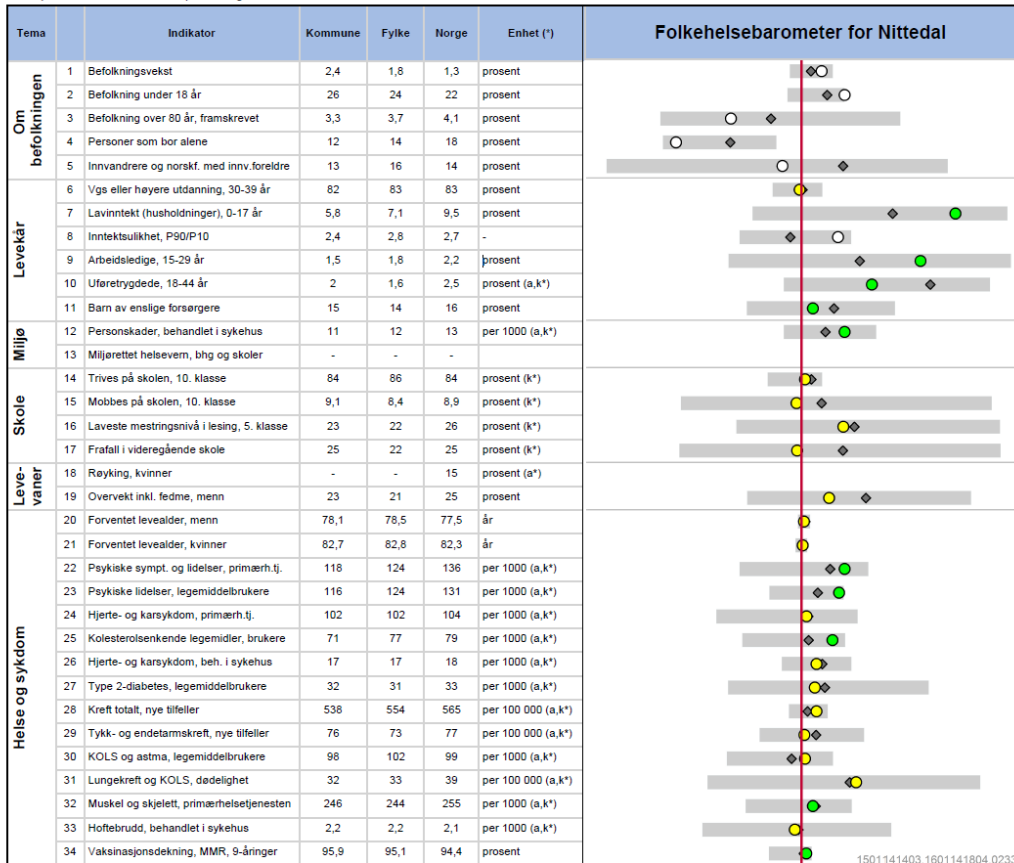 Tema Indikator Kommune Fylke Norge Enhet (*) Folkehelsebarometer for Nittedal
Om befolkningen
1 Befolkningsvekst 2,4 1,8 1,3 prosent
2 Befolkning under 18 år 26 24 22 prosent
3 Befolkning over 80 år, framskrevet 3,3 3,7 4,1 prosent
4 Personer som bor alene 12 14 18 prosent
5 Innvandrere og norskf. med innv.foreldre 13 16 14 prosent
Levekår
6 Vgs eller høyere utdanning, 30-39 år 82 83 83 prosent
7 Lavinntekt (husholdninger), 0-17 år 5,8 7,1 9,5 prosent
8 Inntektsulikhet, P90/P10 2,4 2,8 2,7 -
9 Arbeidsledige, 15-29 år 1,5 1,8 2,2 prosent
10 Uføretrygdede, 18-44 år 2 1,6 2,5 prosent (a,k*)
11 Barn av enslige forsørgere 15 14 16 prosent
Miljø
12 Personskader, behandlet i sykehus 11 12 13 per 1000 (a,k*)
13 Miljørettet helsevern, bhg og skoler - - -
Skole
14 Trives på skolen, 10. klasse 84 86 84 prosent (k*)
15 Mobbes på skolen, 10. klasse 9,1 8,4 8,9 prosent (k*)
16 Laveste mestringsnivå i lesing, 5. klasse 23 22 26 prosent (k*)
17 Frafall i videregående skole 25 22 25 prosent (k*)
Leve-
vaner
18 Røyking, kvinner - - 15 prosent (a*)
19 Overvekt inkl. fedme, menn 23 21 25 prosent
Helse og sykdom
20 Forventet levealder, menn 78,1 78,5 77,5 år
21 Forventet levealder, kvinner 82,7 82,8 82,3 år
22 Psykiske sympt. og lidelser, primærh.tj. 118 124 136 per 1000 (a,k*)
23 Psykiske lidelser, legemiddelbrukere 116 124 131 per 1000 (a,k*)
24 Hjerte- og karsykdom, primærh.tj. 102 102 104 per 1000 (a,k*)
25 Kolesterolsenkende legemidler, brukere 71 77 79 per 1000 (a,k*)
26 Hjerte- og karsykdom, beh. i sykehus 17 17 18 per 1000 (a,k*)
27 Type 2-diabetes, legemiddelbrukere 32 31 33 per 1000 (a,k*)
28 Kreft totalt, nye tilfeller 538 554 565 per 100 000 (a,k*)
29 Tykk- og endetarmskreft, nye tilfeller 76 73 77 per 100 000 (a,k*)
30 KOLS og astma, legemiddelbrukere 98 102 99 per 1000 (a,k*)
31 Lungekreft og KOLS, dødelighet 32 33 39 per 100 000 (a,k*)
32 Muskel og skjelett, primærhelsetjenesten 246 244 255 per 1000 (a,k*)
33 Hoftebrudd, behandlet i sykehus 2,2 2,2 2,1 per 1000 (a,k*)
34 Vaksinasjonsdekning, MMR, 9-åringer 95,9 95,1 94,4 prosent
1501141403.1601141804.0233